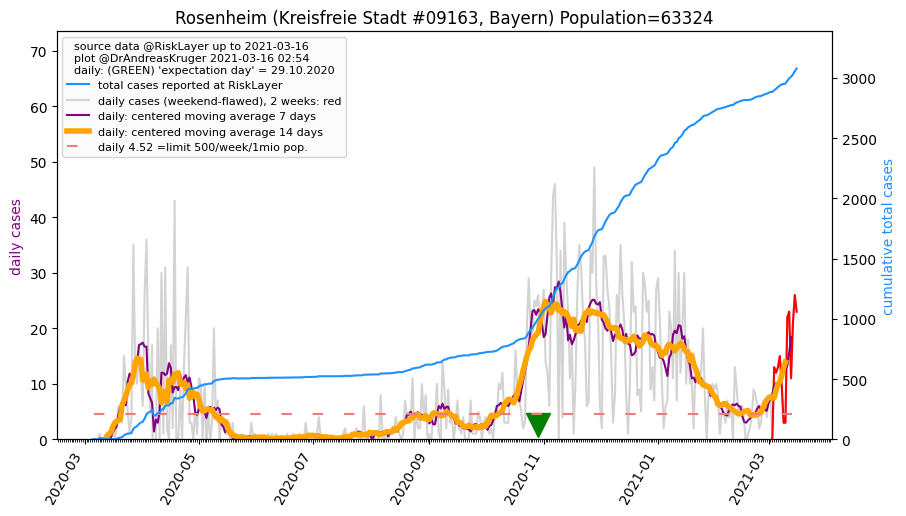 Rosenheim (Kreisfreie Stadt #09163, Bayern) Population=63324
source data @RiskLayer up to 2021-03-16
plot @DrAndreasKruger 2021-03-16 02:54
daily: (GREEN) 'expectation day' = 29.10.2020
total cases reported at RiskLayer
daily cases (weekend-flawed), 2 weeks: red
daily: centered moving average 7 days
daily: centered moving average 14 days
daily 4.52 =limit 500/week/1mio pop.
daily cases
70
60
50
40
30
20
10
0
cumulative total cases
3000
2500
2000
1500
1000
500
0
2020-03
2020-05
2020-07
2020-09
2020-11
2021-01
2021-03